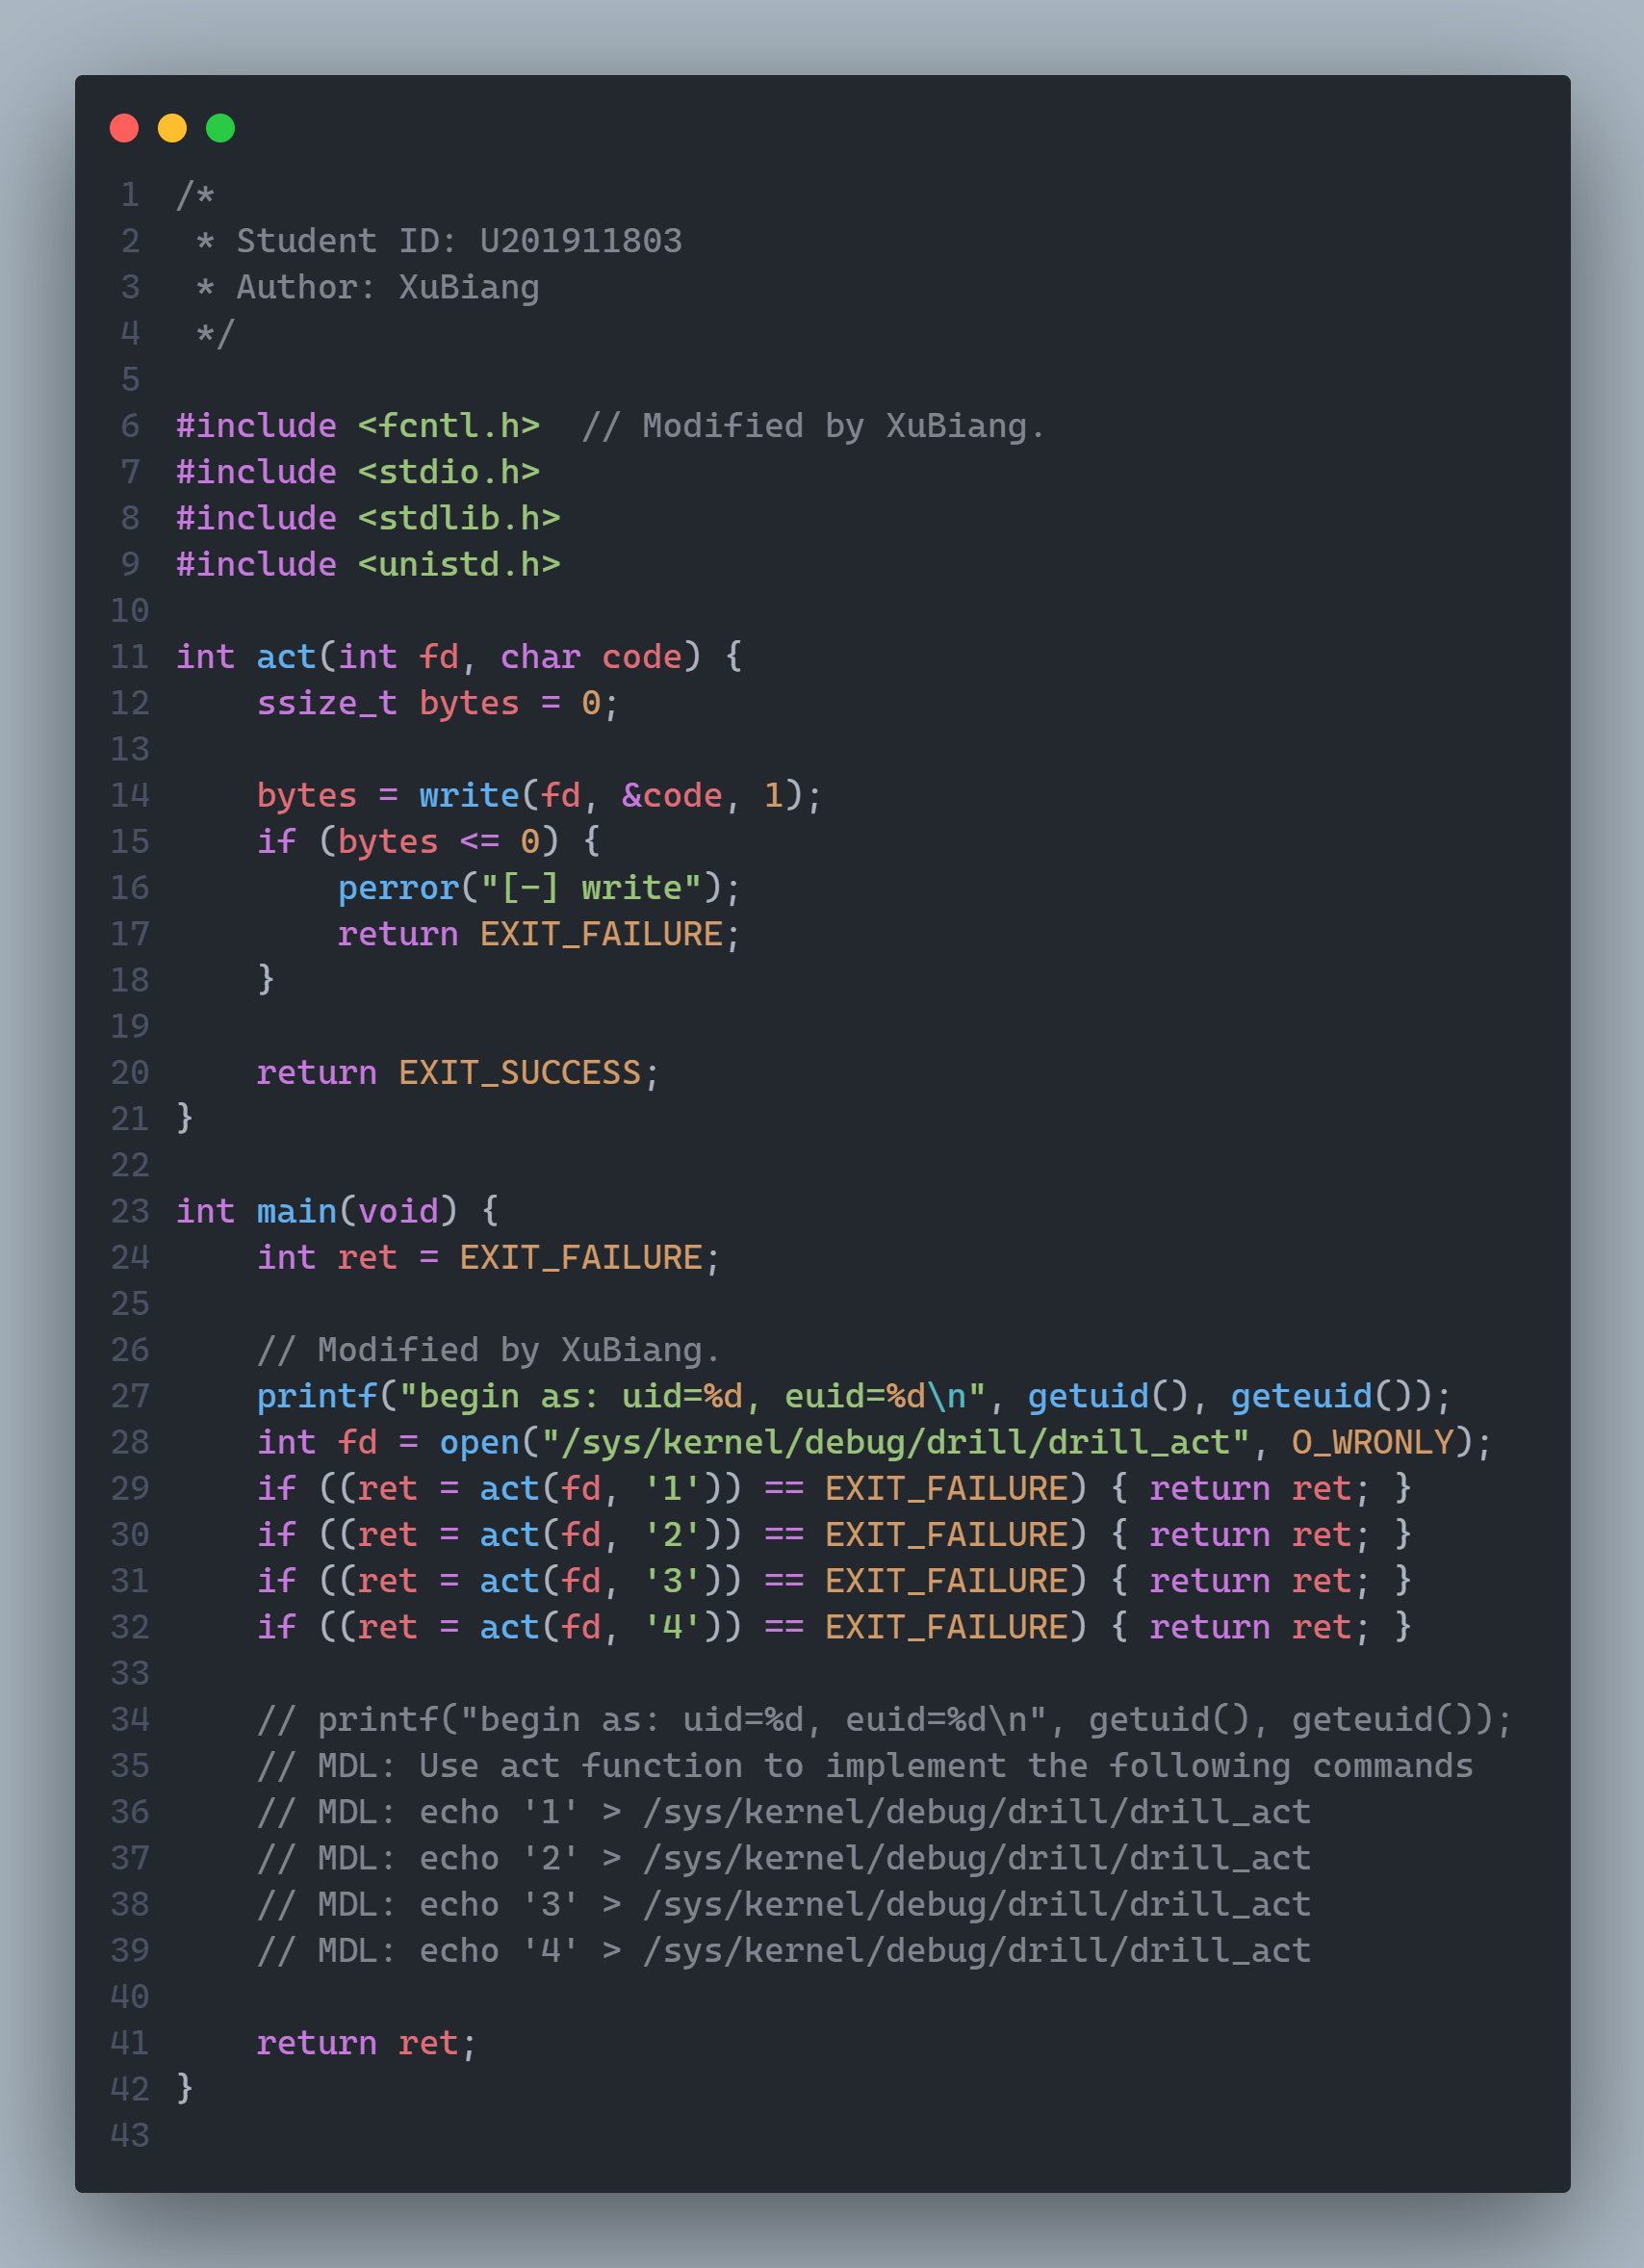 1 /*
2  * Student ID: U201911803
3  * Author: XuBiang
4  */
5
6 #include <fcntl.h>  // Modified by XuBiang.
7 #include <stdio.h>
8 #include <stdlib.h>
9 #include <unistd.h>
10
11 int act(int fd, char code) {
12     ssize_t bytes = 0;
13
14     bytes = write(fd, &code, 1);
15     if (bytes <= 0) {
16         perror("[-] write");
17         return EXIT_FAILURE;
18     }
19
20     return EXIT_SUCCESS;
21 }
22
23 int main(void) {
24     int ret = EXIT_FAILURE;
25
26     // Modified by XuBiang.
27     printf("begin as: uid=%d, euid=%d\n", getuid(), geteuid());
28     int fd = open("/sys/kernel/debug/drill/drill_act", O_WRONLY);
29     if ((ret = act(fd, '1')) == EXIT_FAILURE) { return ret; }
30     if ((ret = act(fd, '2')) == EXIT_FAILURE) { return ret; }
31     if ((ret = act(fd, '3')) == EXIT_FAILURE) { return ret; }
32     if ((ret = act(fd, '4')) == EXIT_FAILURE) { return ret; }
33
34     // printf("begin as: uid=%d, euid=%d\n", getuid(), geteuid());
35     // MDL: Use act function to implement the following commands
36     // MDL: echo '1' > /sys/kernel/debug/drill/drill_act
37     // MDL: echo '2' > /sys/kernel/debug/drill/drill_act
38     // MDL: echo '3' > /sys/kernel/debug/drill/drill_act
39     // MDL: echo '4' > /sys/kernel/debug/drill/drill_act
40
41     return ret;
42 }
43